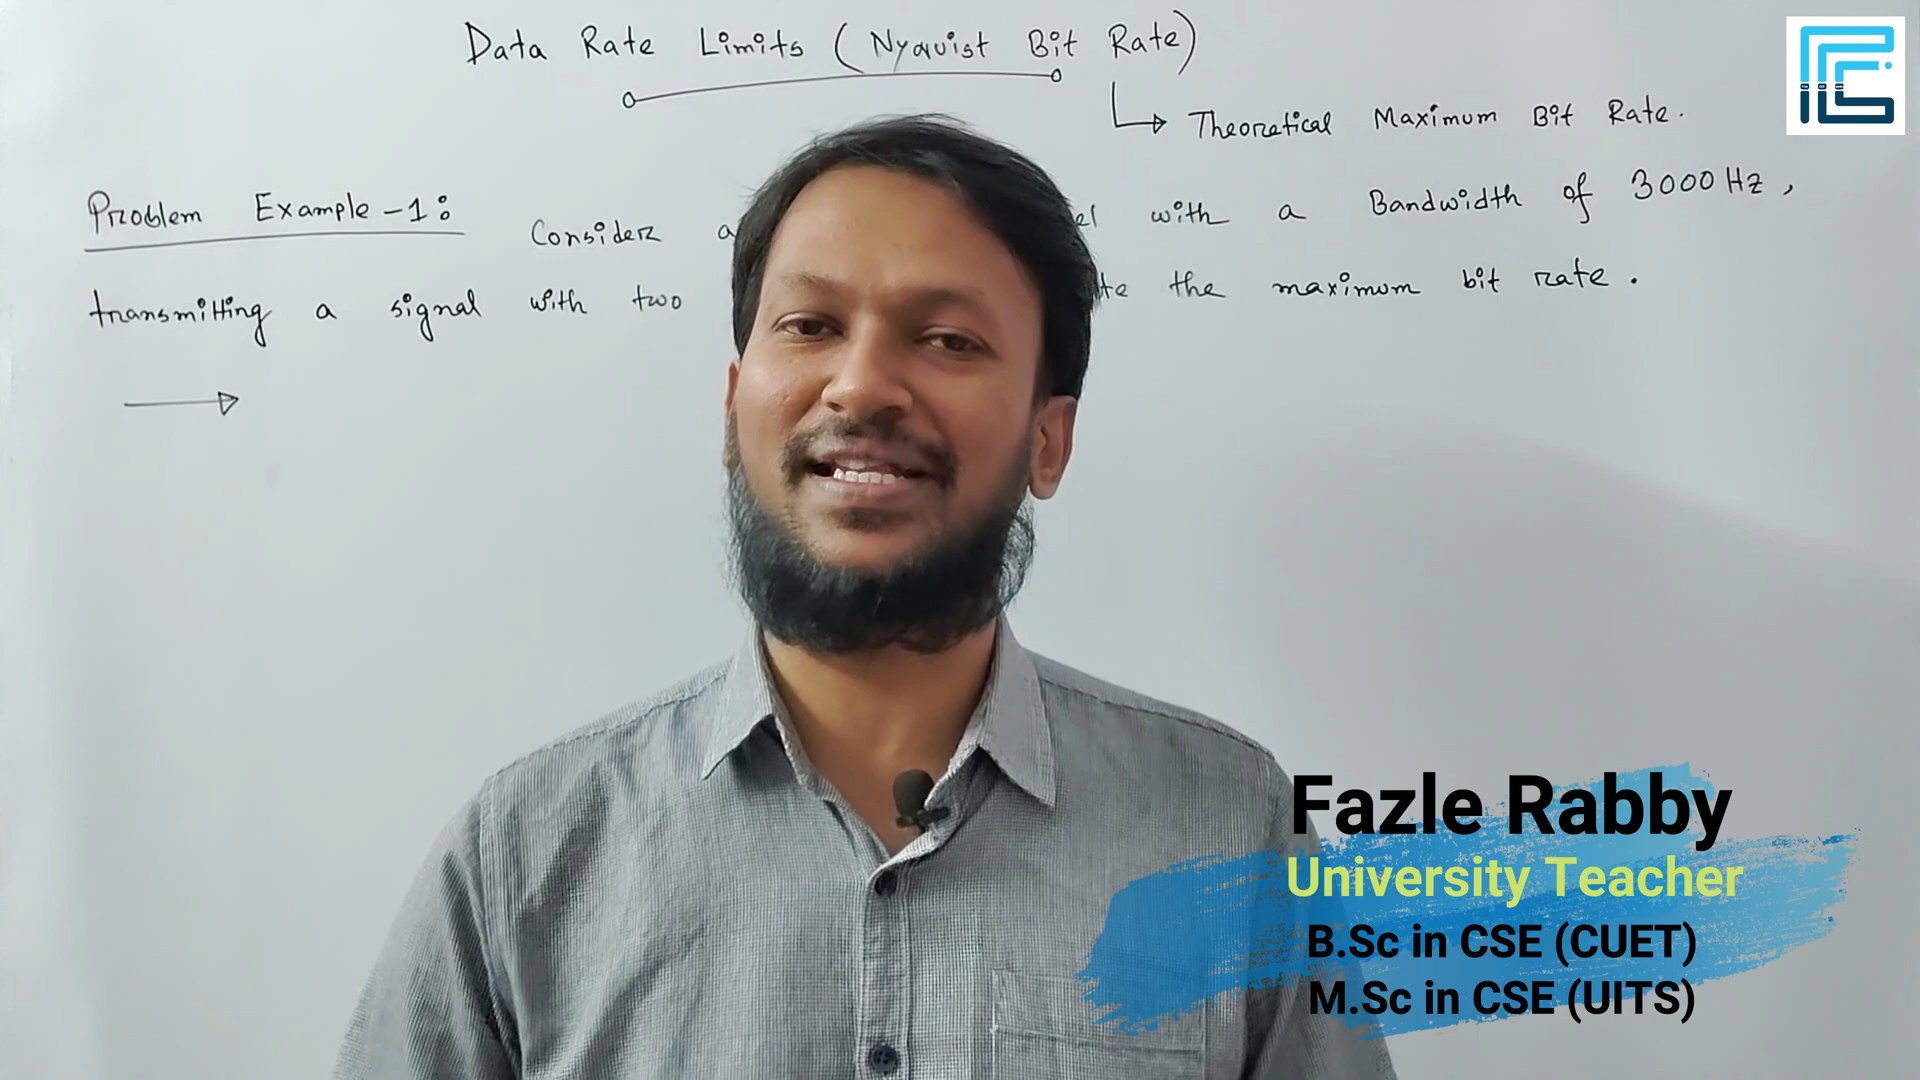 Data Rate Limits (Nyquist Bit Rate)
Theoretical Maximum Bit Rate.
Problem Example-1: Consider a with a Bandwidth of 3000 Hz,
transmitting a signal with two the maximum bit rate.
Fazle Rabby
University Teacher
B.Sc in CSE (CUET)
M.Sc in CSE (UITS)